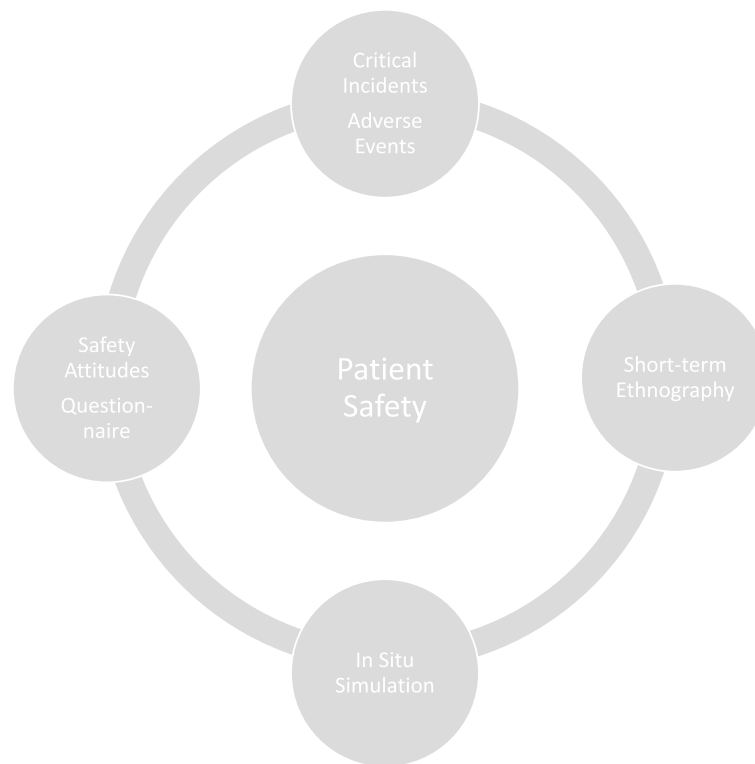 Critical
Incidents
Adverse
Events
Safety
Attitudes
Question-
naire
Patient
Safety
Short-term
Ethnography
In Situ
Simulation